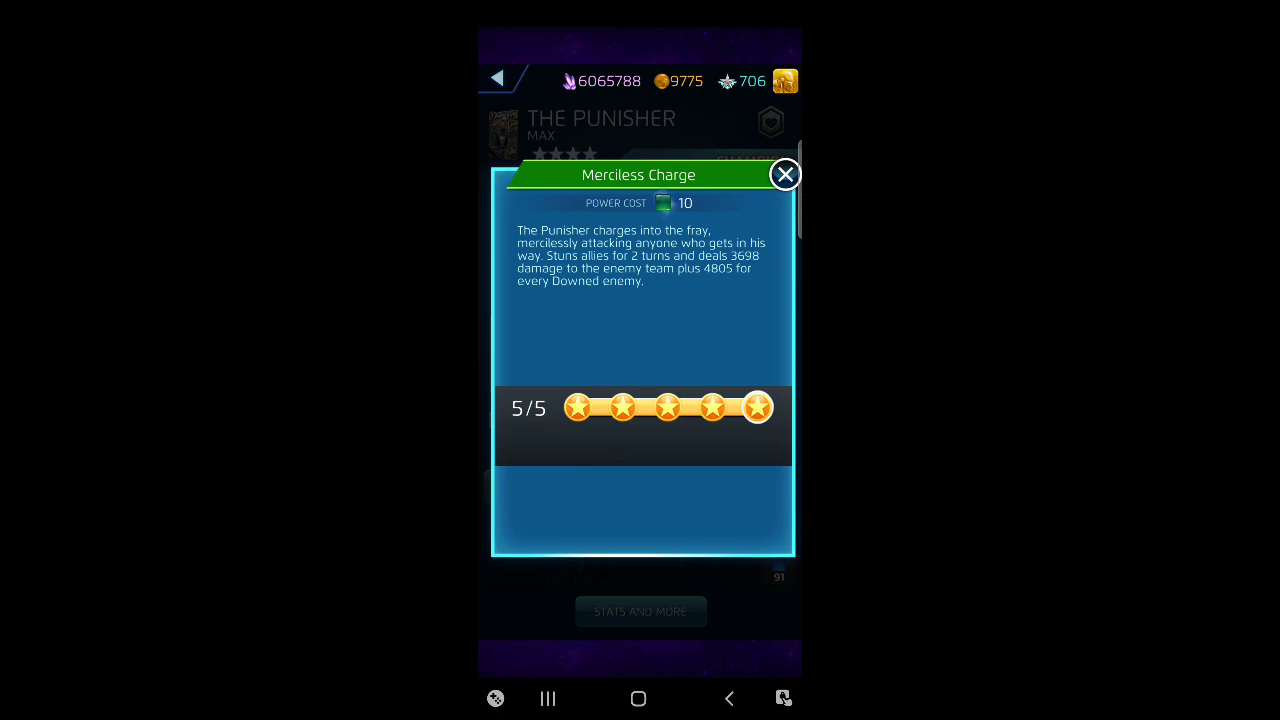 6065788 9775 706
THE PUNISHER
MAX
Merciless Charge
POWER COST 10
The Punisher charges into the fray,
mercilessly attacking anyone who gets in his
way. Stuns allies for 2 turns and deals 3698
damage to the enemy team plus 4805 for
every Downed enemy.
5/5
91
STATS AND MORE